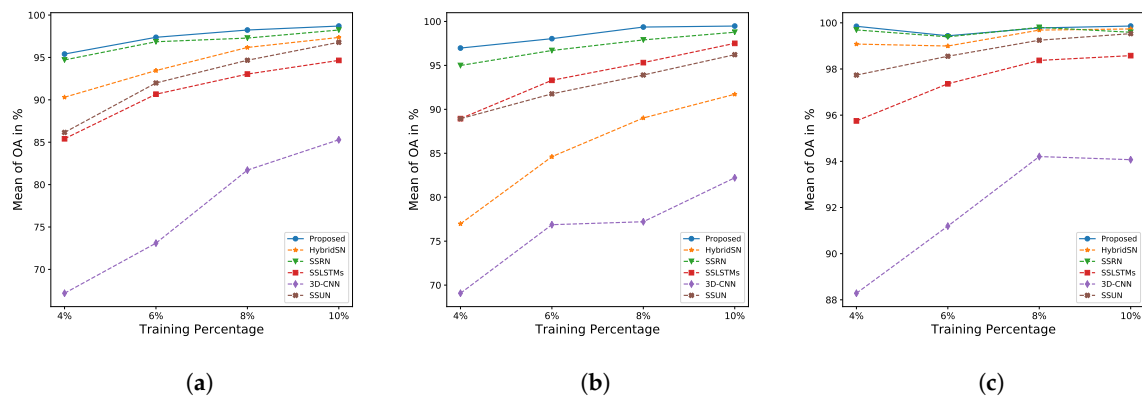 100
95
90
85
80
75
70
Mean of OA in %
4%
6%
8%
10%
Training Percentage
Proposed
HybridSN
SSRN
SSLSTMs
3D-CNN
SSUN
(a)
100
95
90
85
80
75
70
Mean of OA in %
4%
6%
8%
10%
Training Percentage
Proposed
HybridSN
SSRN
SSLSTMs
3D-CNN
SSUN
(b)
100
98
96
94
92
90
88
Mean of OA in %
4%
6%
8%
10%
Training Percentage
Proposed
HybridSN
SSRN
SSLSTMs
3D-CNN
SSUN
(c)